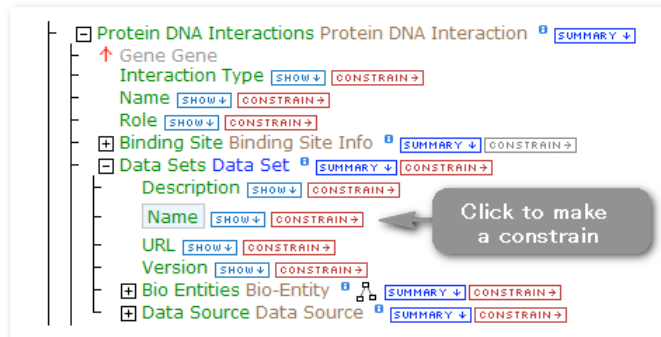 Protein DNA Interactions Protein DNA Interaction i SUMMARY ↓
↑ Gene Gene
Interaction Type SHOW ↓ CONSTRAIN →
Name SHOW ↓ CONSTRAIN →
Role SHOW ↓ CONSTRAIN →
Binding Site Binding Site Info i SUMMARY ↓ CONSTRAIN →
Data Sets Data Set i SUMMARY ↓ CONSTRAIN →
Description SHOW ↓ CONSTRAIN →
Name SHOW ↓ CONSTRAIN →
Click to make
a constrain
URL SHOW ↓ CONSTRAIN →
Version SHOW ↓ CONSTRAIN →
Bio Entities Bio-Entity i SUMMARY ↓ CONSTRAIN →
Data Source Data Source i SUMMARY ↓ CONSTRAIN →